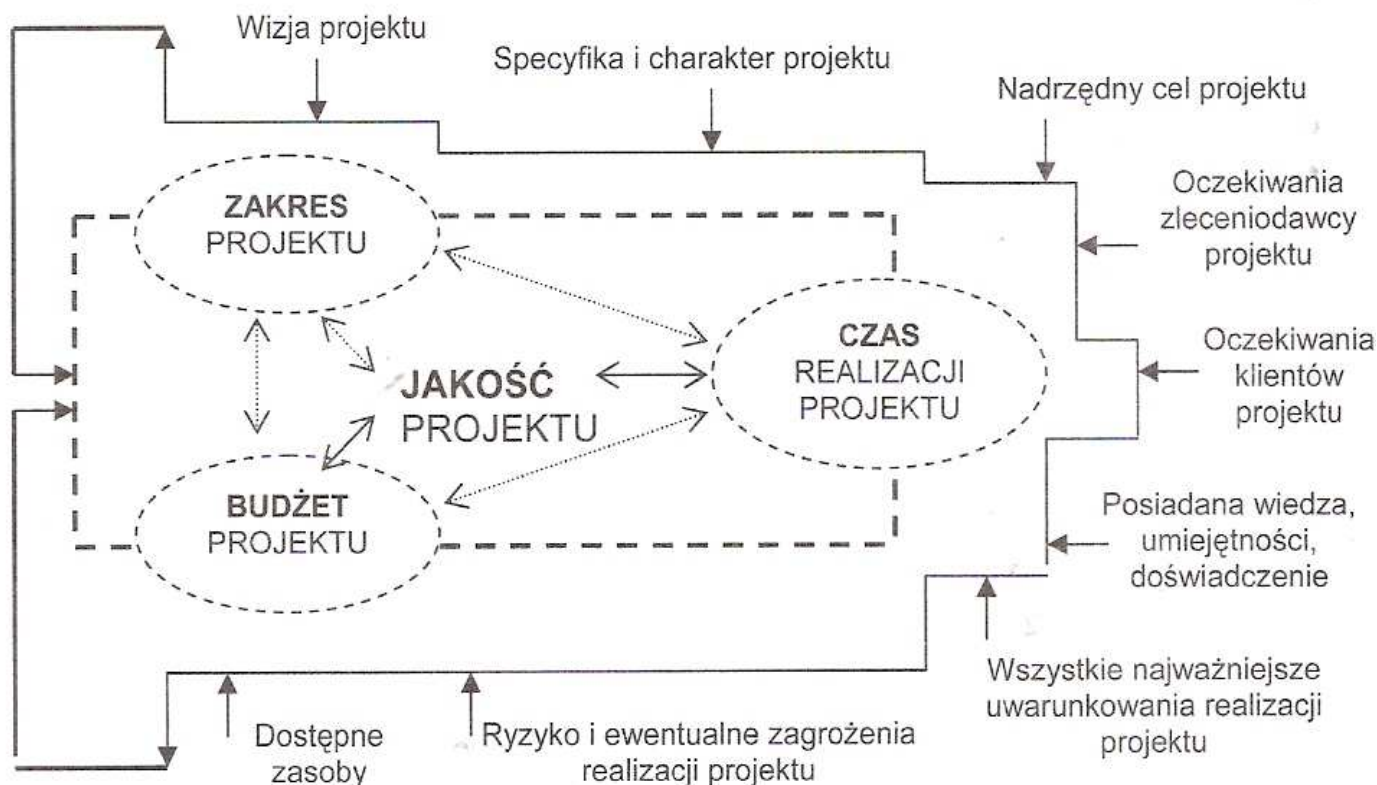 Wizja projektu
Specyfika i charakter projektu
Nadrzędny cel projektu
Oczekiwania
zleceniodawcy
projektu
Oczekiwania
klientów
projektu
Posiadana wiedza,
umiejętności,
doświadczenie
Wszystkie najważniejsze
uwarunkowania realizacji
projektu
Ryzyko i ewentualne zagrożenia
realizacji projektu
Dostępne
zasoby
ZAKRES
PROJEKTU
CZAS
REALIZACJI
PROJEKTU
JAKOŚĆ
PROJEKTU
BUDŻET
PROJEKTU